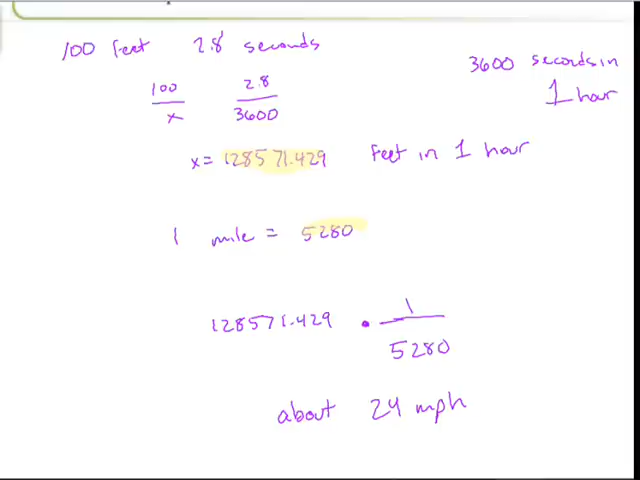 100 feet 2.8 seconds
3600 seconds in
1 hour
100 2.8
x 3600
x = 128571.429 Feet in 1 hour
1 mile = 5280
128571.429 • 1
5280
about 24 mph